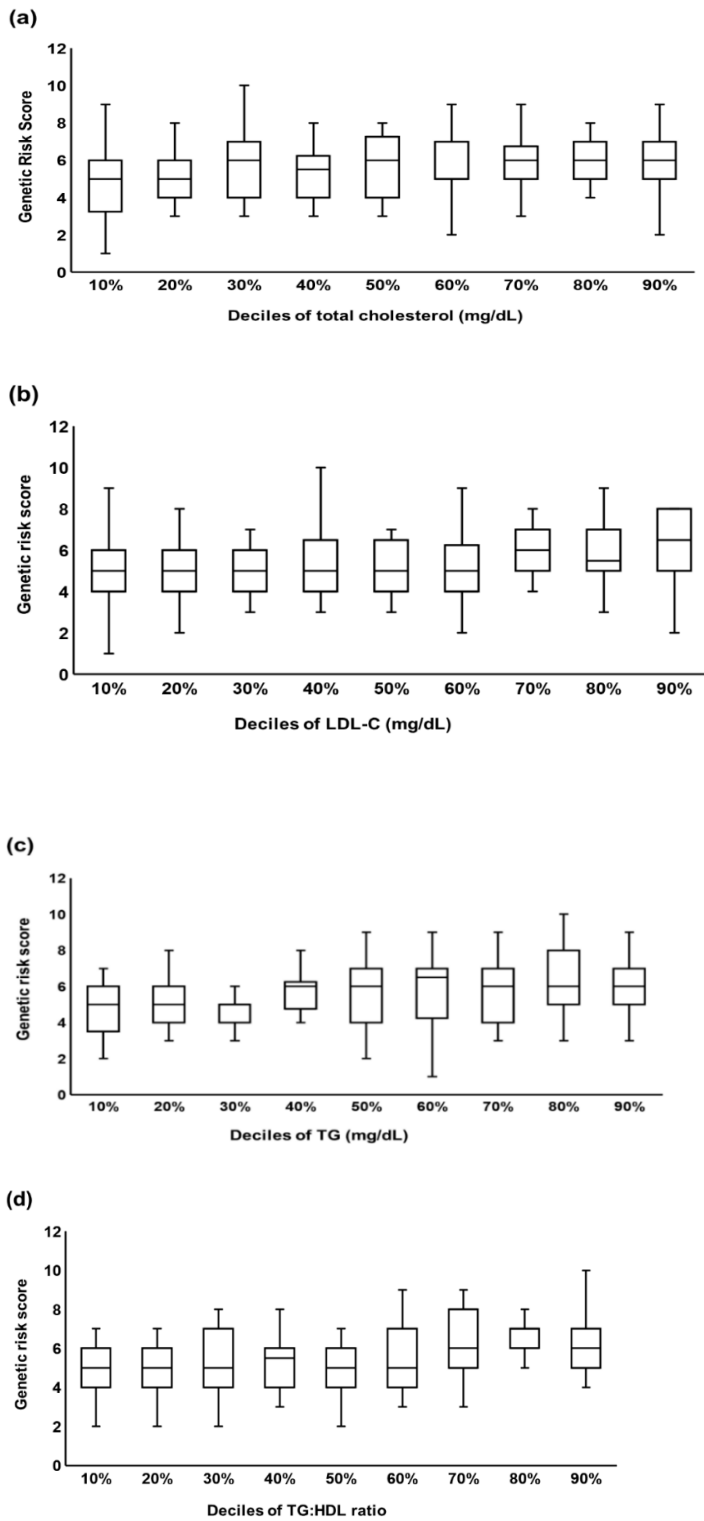 (a)
12
10
8
6
4
2
0
Genetic Risk Score
10% 20% 30% 40% 50% 60% 70% 80% 90%
Deciles of total cholesterol (mg/dL)
(b)
12
10
8
6
4
2
0
Genetic risk score
10% 20% 30% 40% 50% 60% 70% 80% 90%
Deciles of LDL-C (mg/dL)
(c)
12
10
8
6
4
2
0
Genetic risk score
10% 20% 30% 40% 50% 60% 70% 80% 90%
Deciles of TG (mg/dL)
(d)
12
10
8
6
4
2
0
Genetic risk score
10% 20% 30% 40% 50% 60% 70% 80% 90%
Deciles of TG:HDL ratio